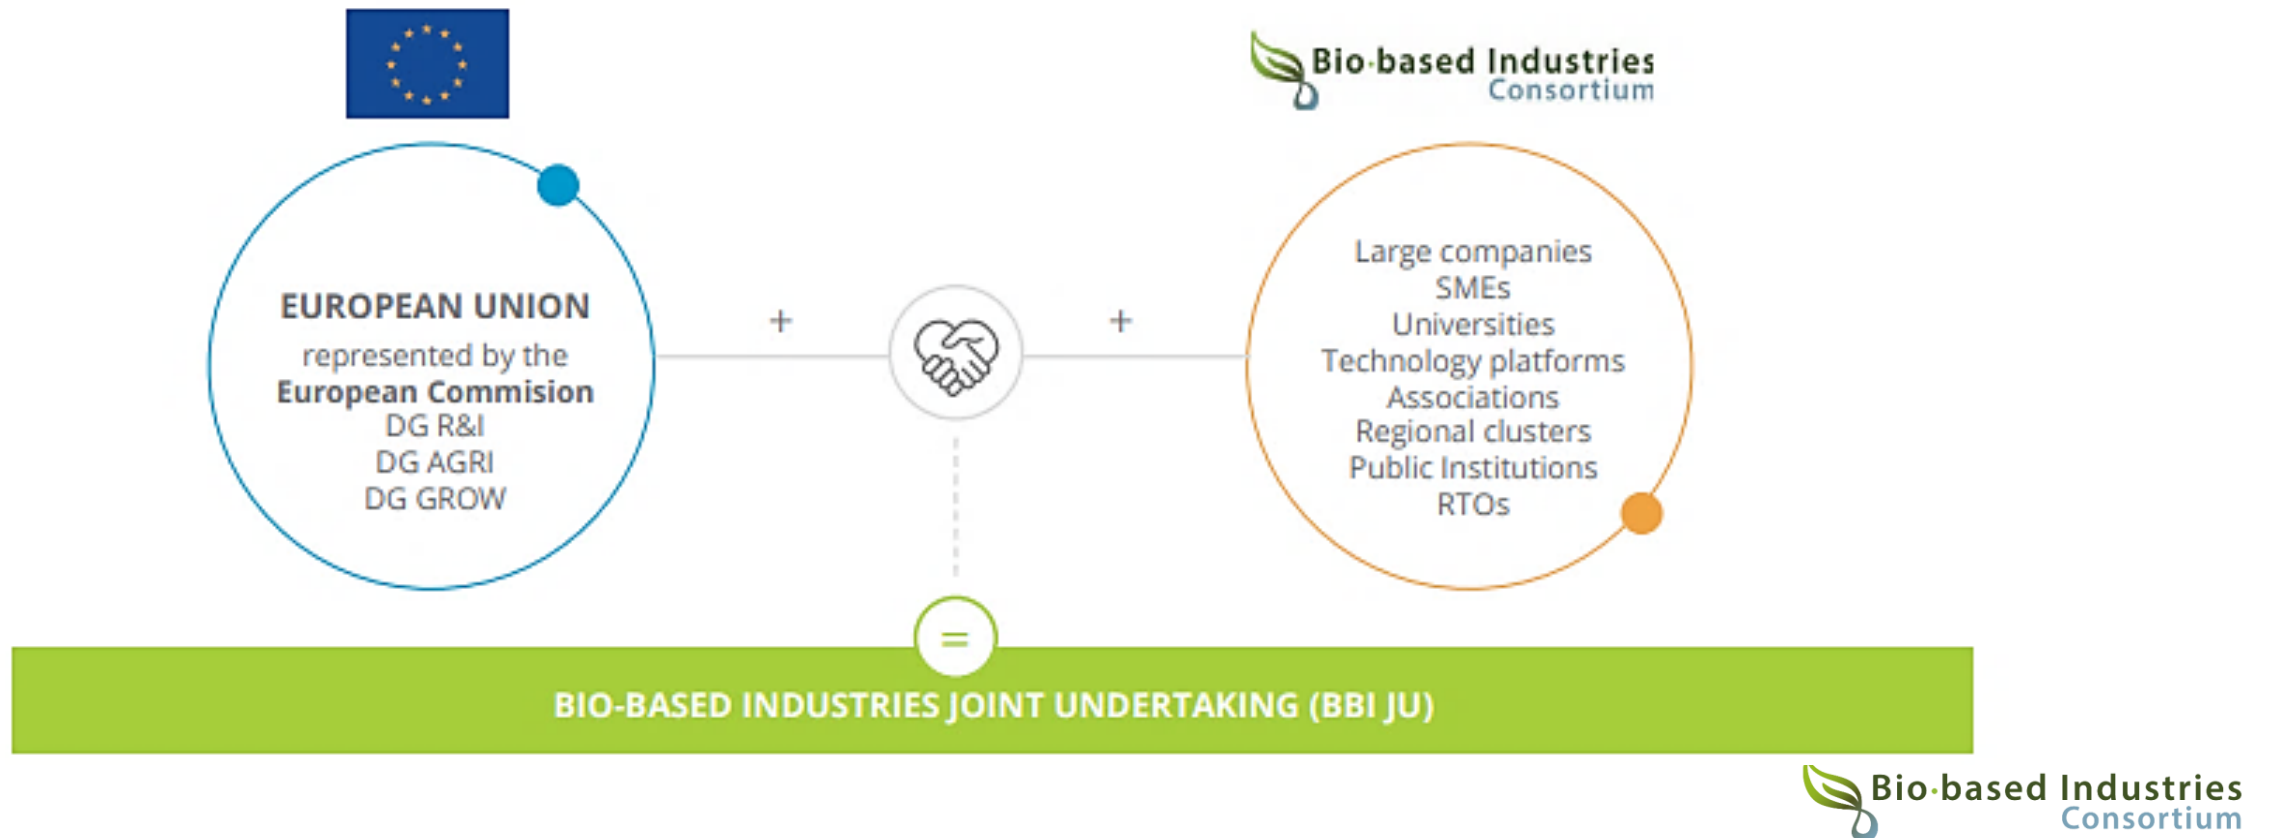 Bio·based Industries
Consortium
EUROPEAN UNION
represented by the
European Commision
DG R&I
DG AGRI
DG GROW
+
+
Large companies
SMEs
Universities
Technology platforms
Associations
Regional clusters
Public Institutions
RTOs
=
BIO-BASED INDUSTRIES JOINT UNDERTAKING (BBI JU)
Bio·based Industries
Consortium